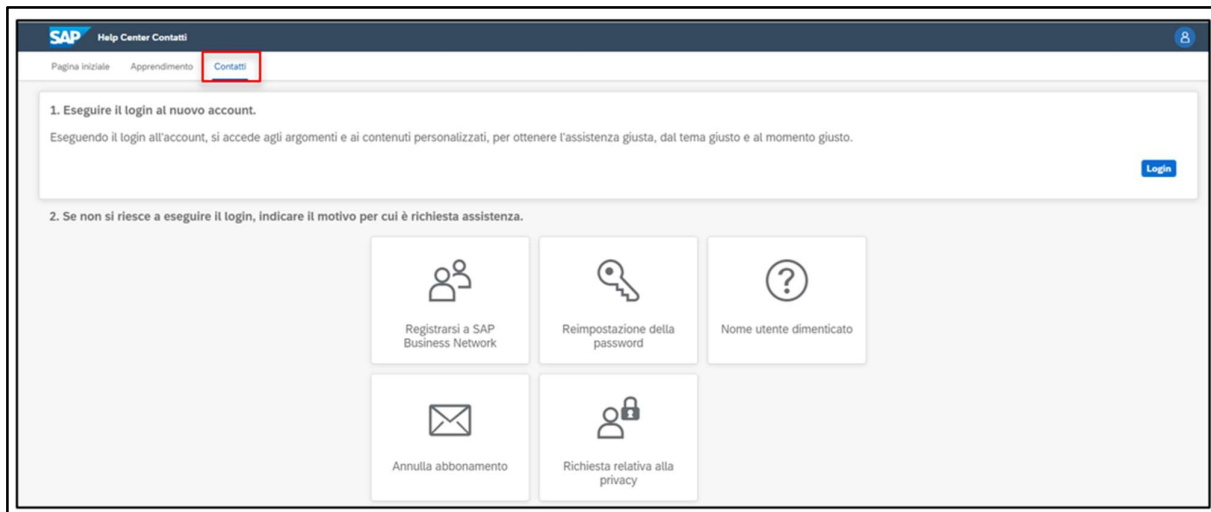 SAP Help Center Contatti
Pagina iniziale Apprendimento Contatti
1. Eseguire il login al nuovo account.
Eseguendo il login all'account, si accede agli argomenti e ai contenuti personalizzati, per ottenere l'assistenza giusta, dal tema giusto e al momento giusto.
Login
2. Se non si riesce a eseguire il login, indicare il motivo per cui è richiesta assistenza.
Registrarsi a SAP
Business Network
Reimpostazione della
password
Nome utente dimenticato
Annulla abbonamento
Richiesta relativa alla
privacy